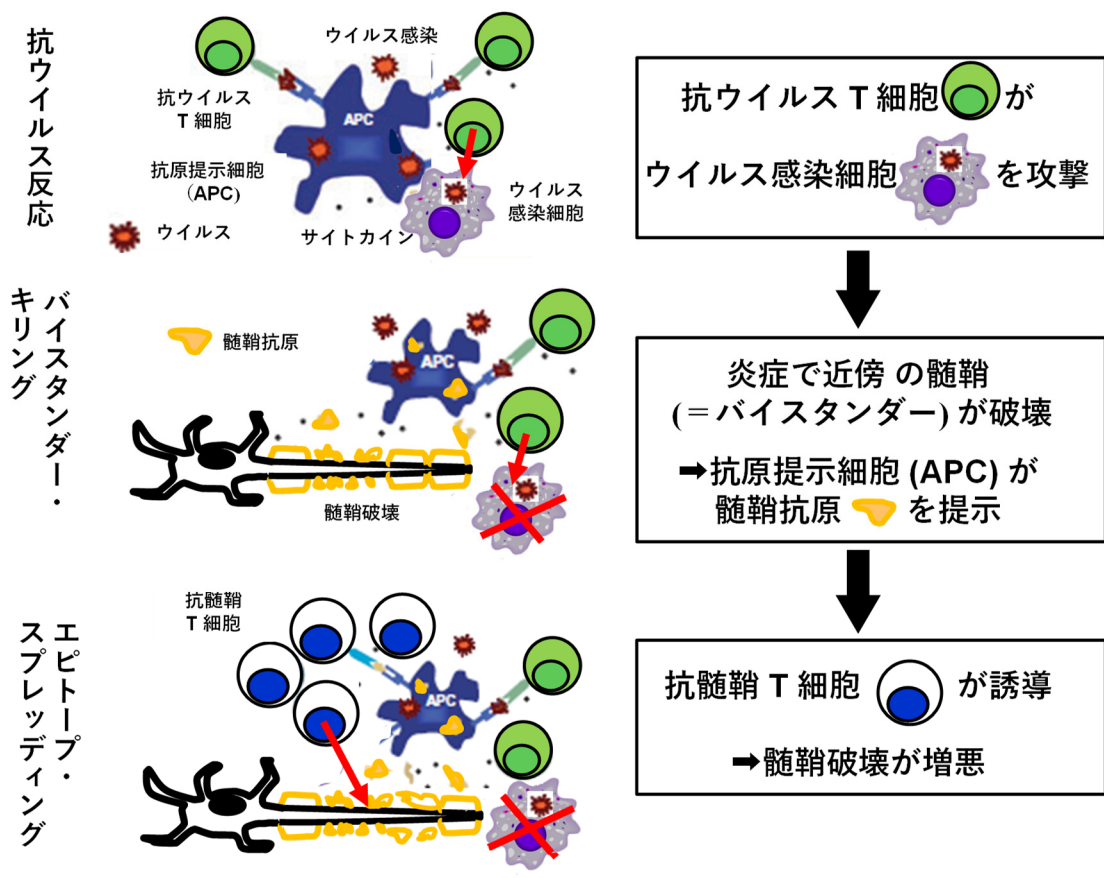 抗ウイルス反応
ウイルス感染
抗ウイルス
T 細胞
APC
抗原提示細胞
(APC)
ウイルス
感染細胞
ウイルス
サイトカイン
抗ウイルス T 細胞 が
ウイルス感染細胞 を攻撃
バイスタンダー・
キリング
髄鞘抗原
APC
髄鞘破壊
炎症で近傍 の髄鞘
(=バイスタンダー) が破壊
➡抗原提示細胞 (APC) が
髄鞘抗原 を提示
エピトープ・
スプレッディング
抗髄鞘
T 細胞
APC
抗髄鞘 T 細胞 が誘導
➡髄鞘破壊が増悪